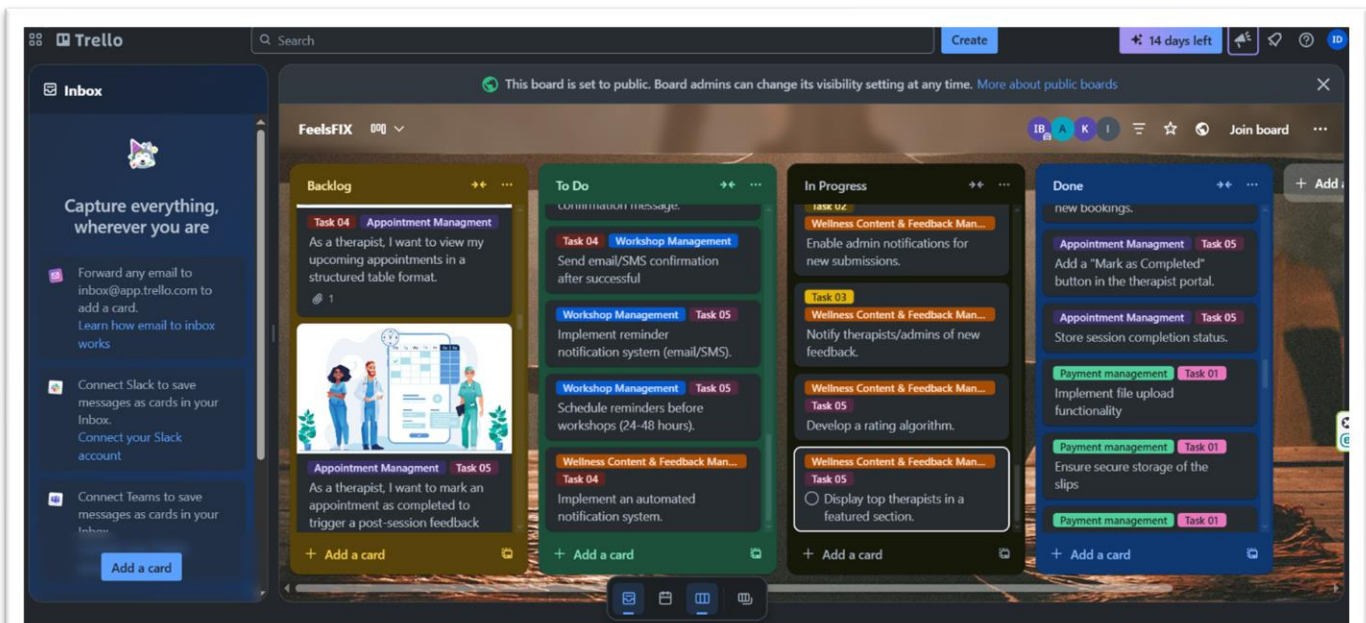 Trello
Search
Create
14 days left
ID
Inbox
Capture everything,
wherever you are
Forward any email to
inbox@app.trello.com to
add a card.
Learn how email to inbox
works
Connect Slack to save
messages as cards in your
Inbox.
Connect your Slack
account
Connect Teams to save
messages as cards in your
Inbox
Add a card
This board is set to public. Board admins can change its visibility setting at any time. More about public boards
FeelsFIX
IB A K I
Join board
Backlog
Task 04 Appointment Managment
As a therapist, I want to view my
upcoming appointments in a
structured table format.
1
Appointment Managment Task 05
As a therapist, I want to mark an
appointment as completed to
trigger a post-session feedback
+ Add a card
To Do
confirmation message.
Task 04 Workshop Management
Send email/SMS confirmation
after successful
Workshop Management Task 05
Implement reminder
notification system (email/SMS).
Workshop Management Task 05
Schedule reminders before
workshops (24-48 hours).
Wellness Content & Feedback Man...
Task 04
Implement an automated
notification system.
+ Add a card
In Progress
Task 02
Wellness Content & Feedback Man...
Enable admin notifications for
new submissions.
Task 03
Wellness Content & Feedback Man...
Notify therapists/admins of new
feedback.
Wellness Content & Feedback Man...
Task 05
Develop a rating algorithm.
Wellness Content & Feedback Man...
Task 05
Display top therapists in a
featured section.
+ Add a card
Done
new bookings.
Appointment Managment Task 05
Add a "Mark as Completed"
button in the therapist portal.
Appointment Managment Task 05
Store session completion status.
Payment management Task 01
Implement file upload
functionality
Payment management Task 01
Ensure secure storage of the
slips
Payment management Task 01
+ Add a card
+ Add